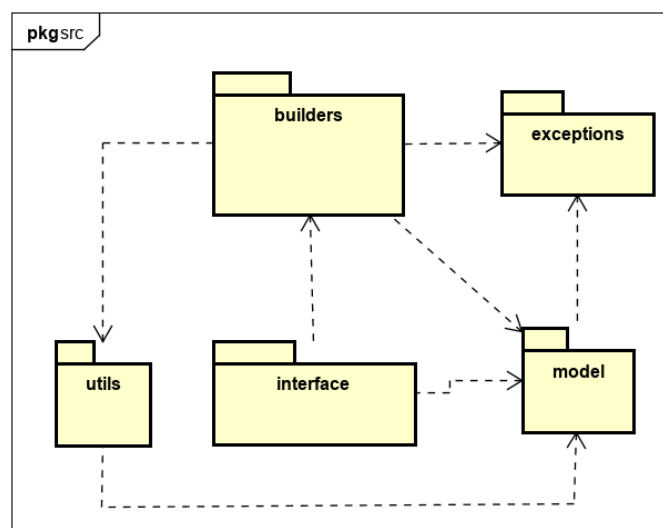 pkg src
builders
exceptions
utils
interface
model